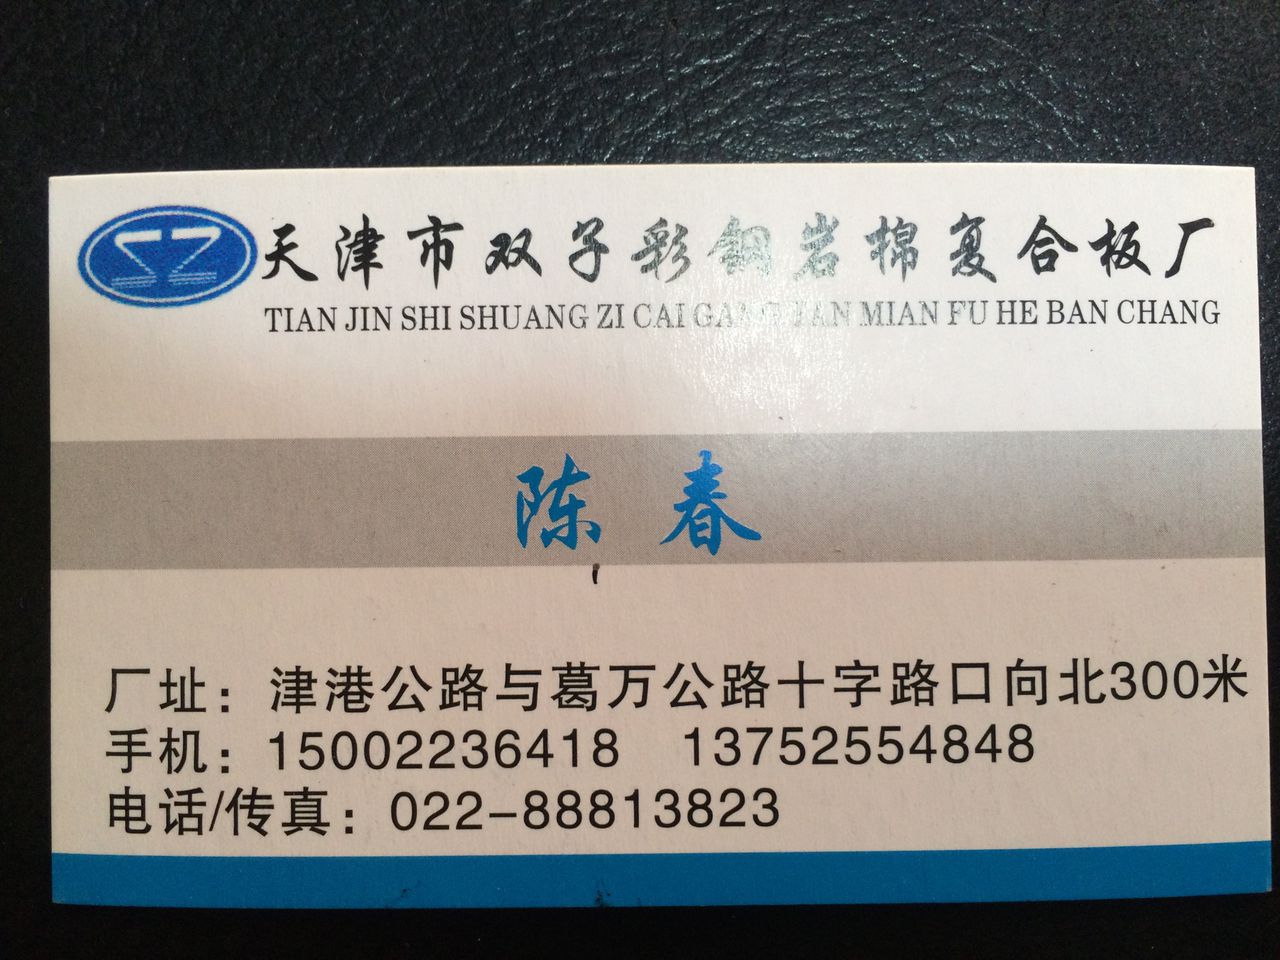 天津市双子彩钢岩棉复合板厂
TIAN JIN SHI SHUANG ZI CAI GANG YAN MIAN FU HE BAN CHANG
陈春
厂址：津港公路与葛万公路十字路口向北300米
手机：15002236418 13752554848
电话/传真：022-88813823